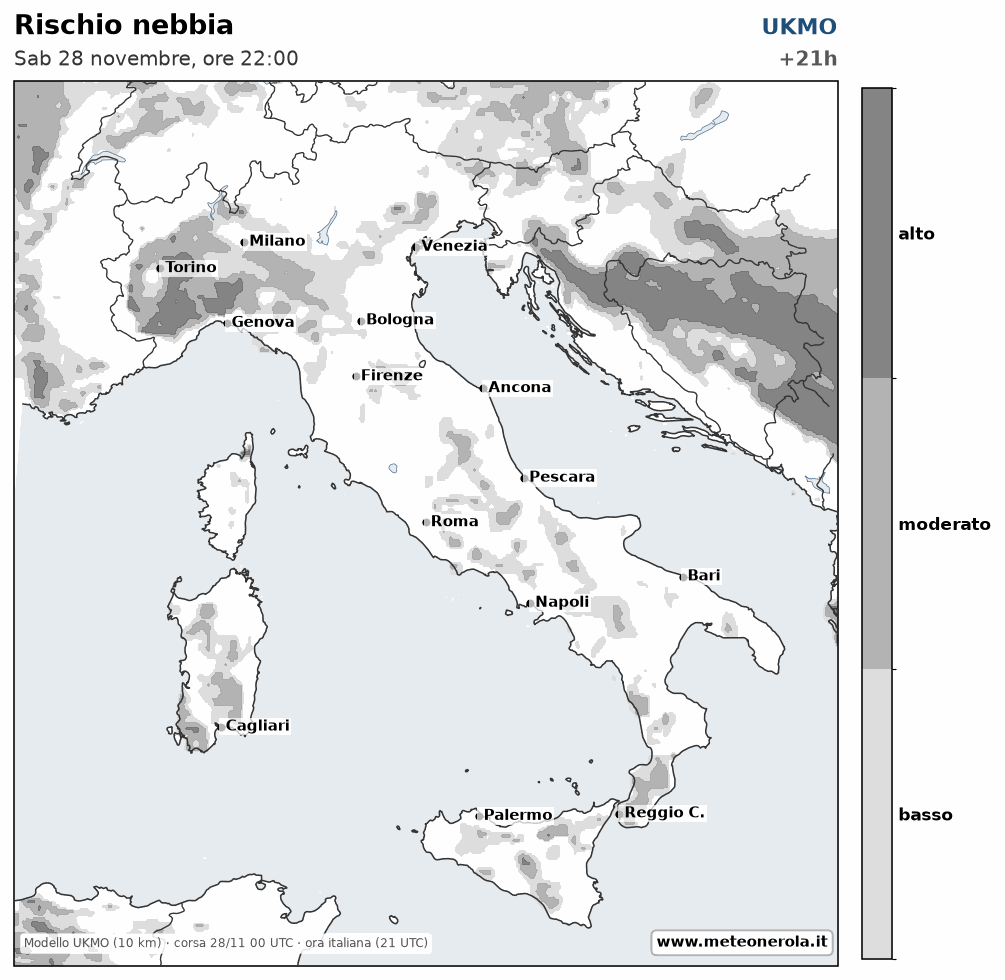 Rischio nebbia
UKMO
Sab 28 novembre, ore 22:00
+21h
Milano
Venezia
Torino
Genova
Bologna
Firenze
Ancona
Pescara
Roma
Bari
Napoli
Cagliari
Palermo
Reggio C.
alto
moderato
basso
Modello UKMO (10 km) · corsa 28/11 00 UTC · ora italiana (21 UTC)
www.meteonerola.it